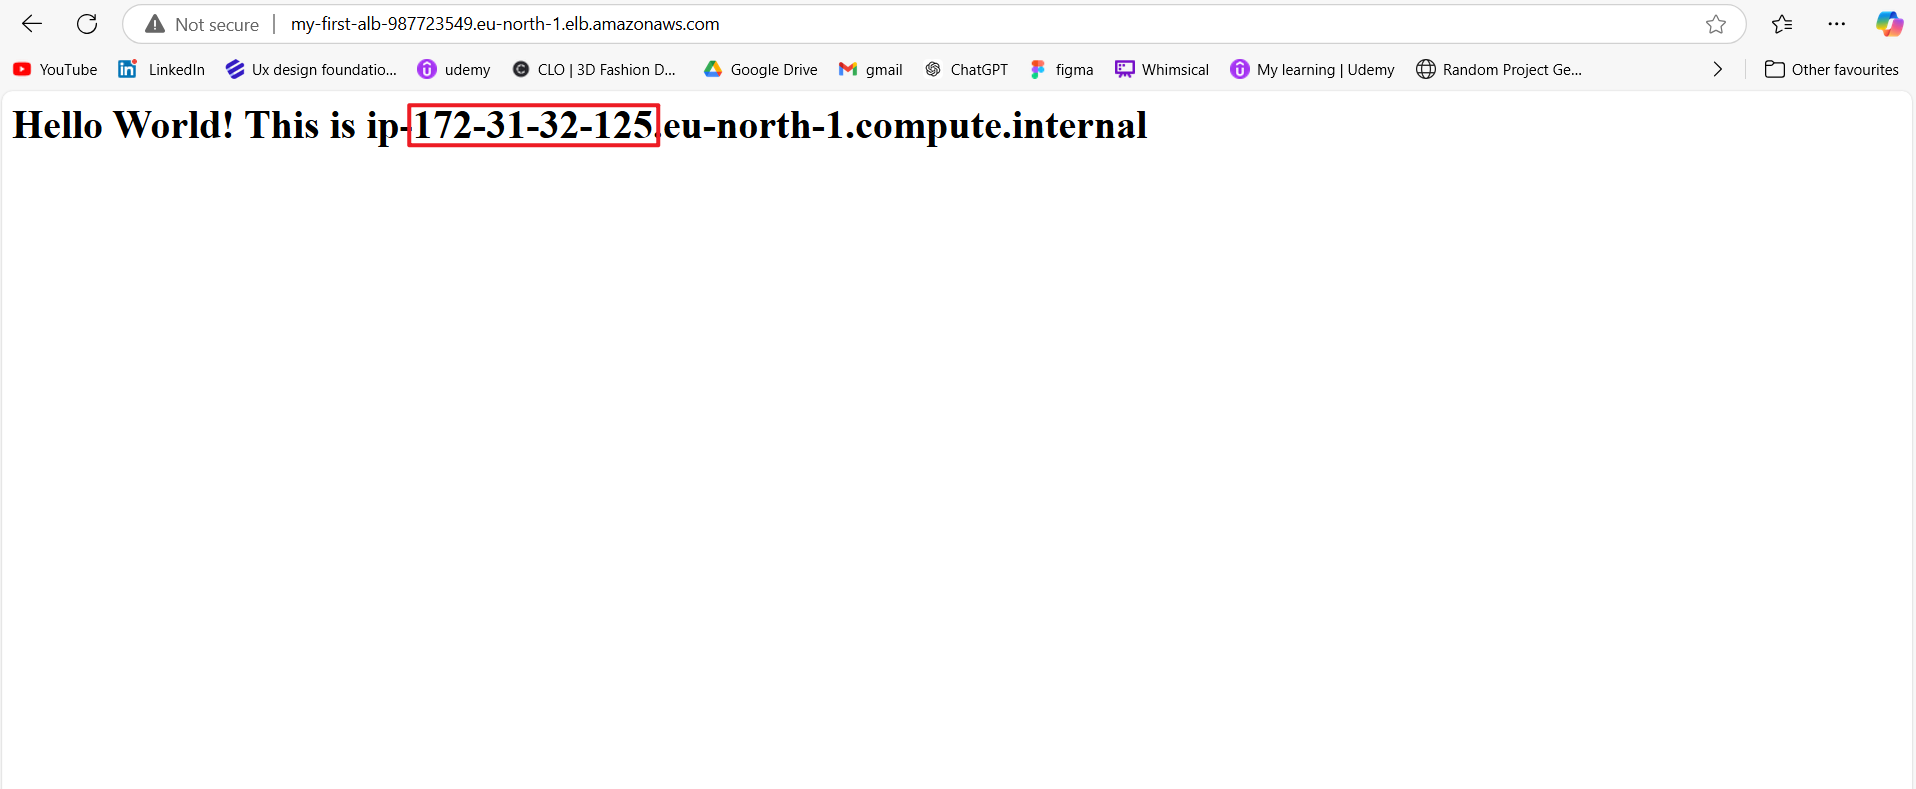 Not secure my-first-alb-987723549.eu-north-1.elb.amazonaws.com
YouTube LinkedIn Ux design foundatio... udemy CLO | 3D Fashion D... Google Drive gmail ChatGPT figma Whimsical My learning | Udemy Random Project Ge... Other favourites
Hello World! This is ip-172-31-32-125.eu-north-1.compute.internal